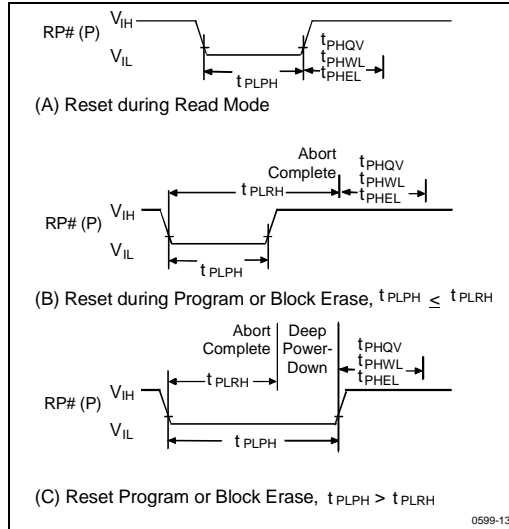 RP# (P)
VIH
VIL
tPLPH
tPHQV
tPHWL
tPHEL
(A) Reset during Read Mode
Abort
Complete
tPLRH
tPHQV
tPHWL
tPHEL
RP# (P)
VIH
VIL
tPLPH
(B) Reset during Program or Block Erase, tPLPH ≤ tPLRH
Abort
Complete
Deep
Power-
Down
tPLRH
tPHQV
tPHWL
tPHEL
RP# (P)
VIH
VIL
tPLPH
(C) Reset Program or Block Erase, tPLPH > tPLRH
0599-13